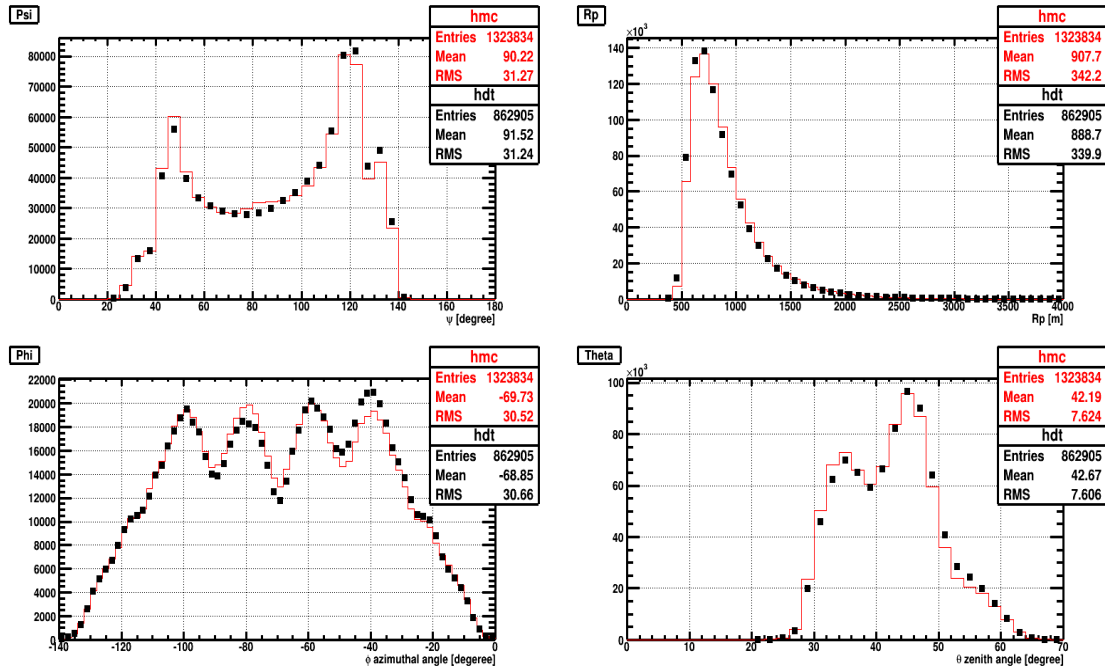 Psi
hmc
Entries 1323834
Mean 90.22
RMS 31.27
hdt
Entries 862905
Mean 91.52
RMS 31.24
80000
70000
60000
50000
40000
30000
20000
10000
0
0 20 40 60 80 100 120 140 160 180
ψ [degree]
Rp
×10³
hmc
Entries 1323834
Mean 907.7
RMS 342.2
hdt
Entries 862905
Mean 888.7
RMS 339.9
140
120
100
80
60
40
20
0
0 500 1000 1500 2000 2500 3000 3500 4000
Rp [m]
Phi
hmc
Entries 1323834
Mean -69.73
RMS 30.52
hdt
Entries 862905
Mean -68.85
RMS 30.66
22000
20000
18000
16000
14000
12000
10000
8000
6000
4000
2000
0
-140 -120 -100 -80 -60 -40 -20 -0
ϕ azimuthal angle [degeree]
Theta
×10³
hmc
Entries 1323834
Mean 42.19
RMS 7.624
hdt
Entries 862905
Mean 42.67
RMS 7.606
100
80
60
40
20
0
0 10 20 30 40 50 60 70
θ zenith angle [degree]